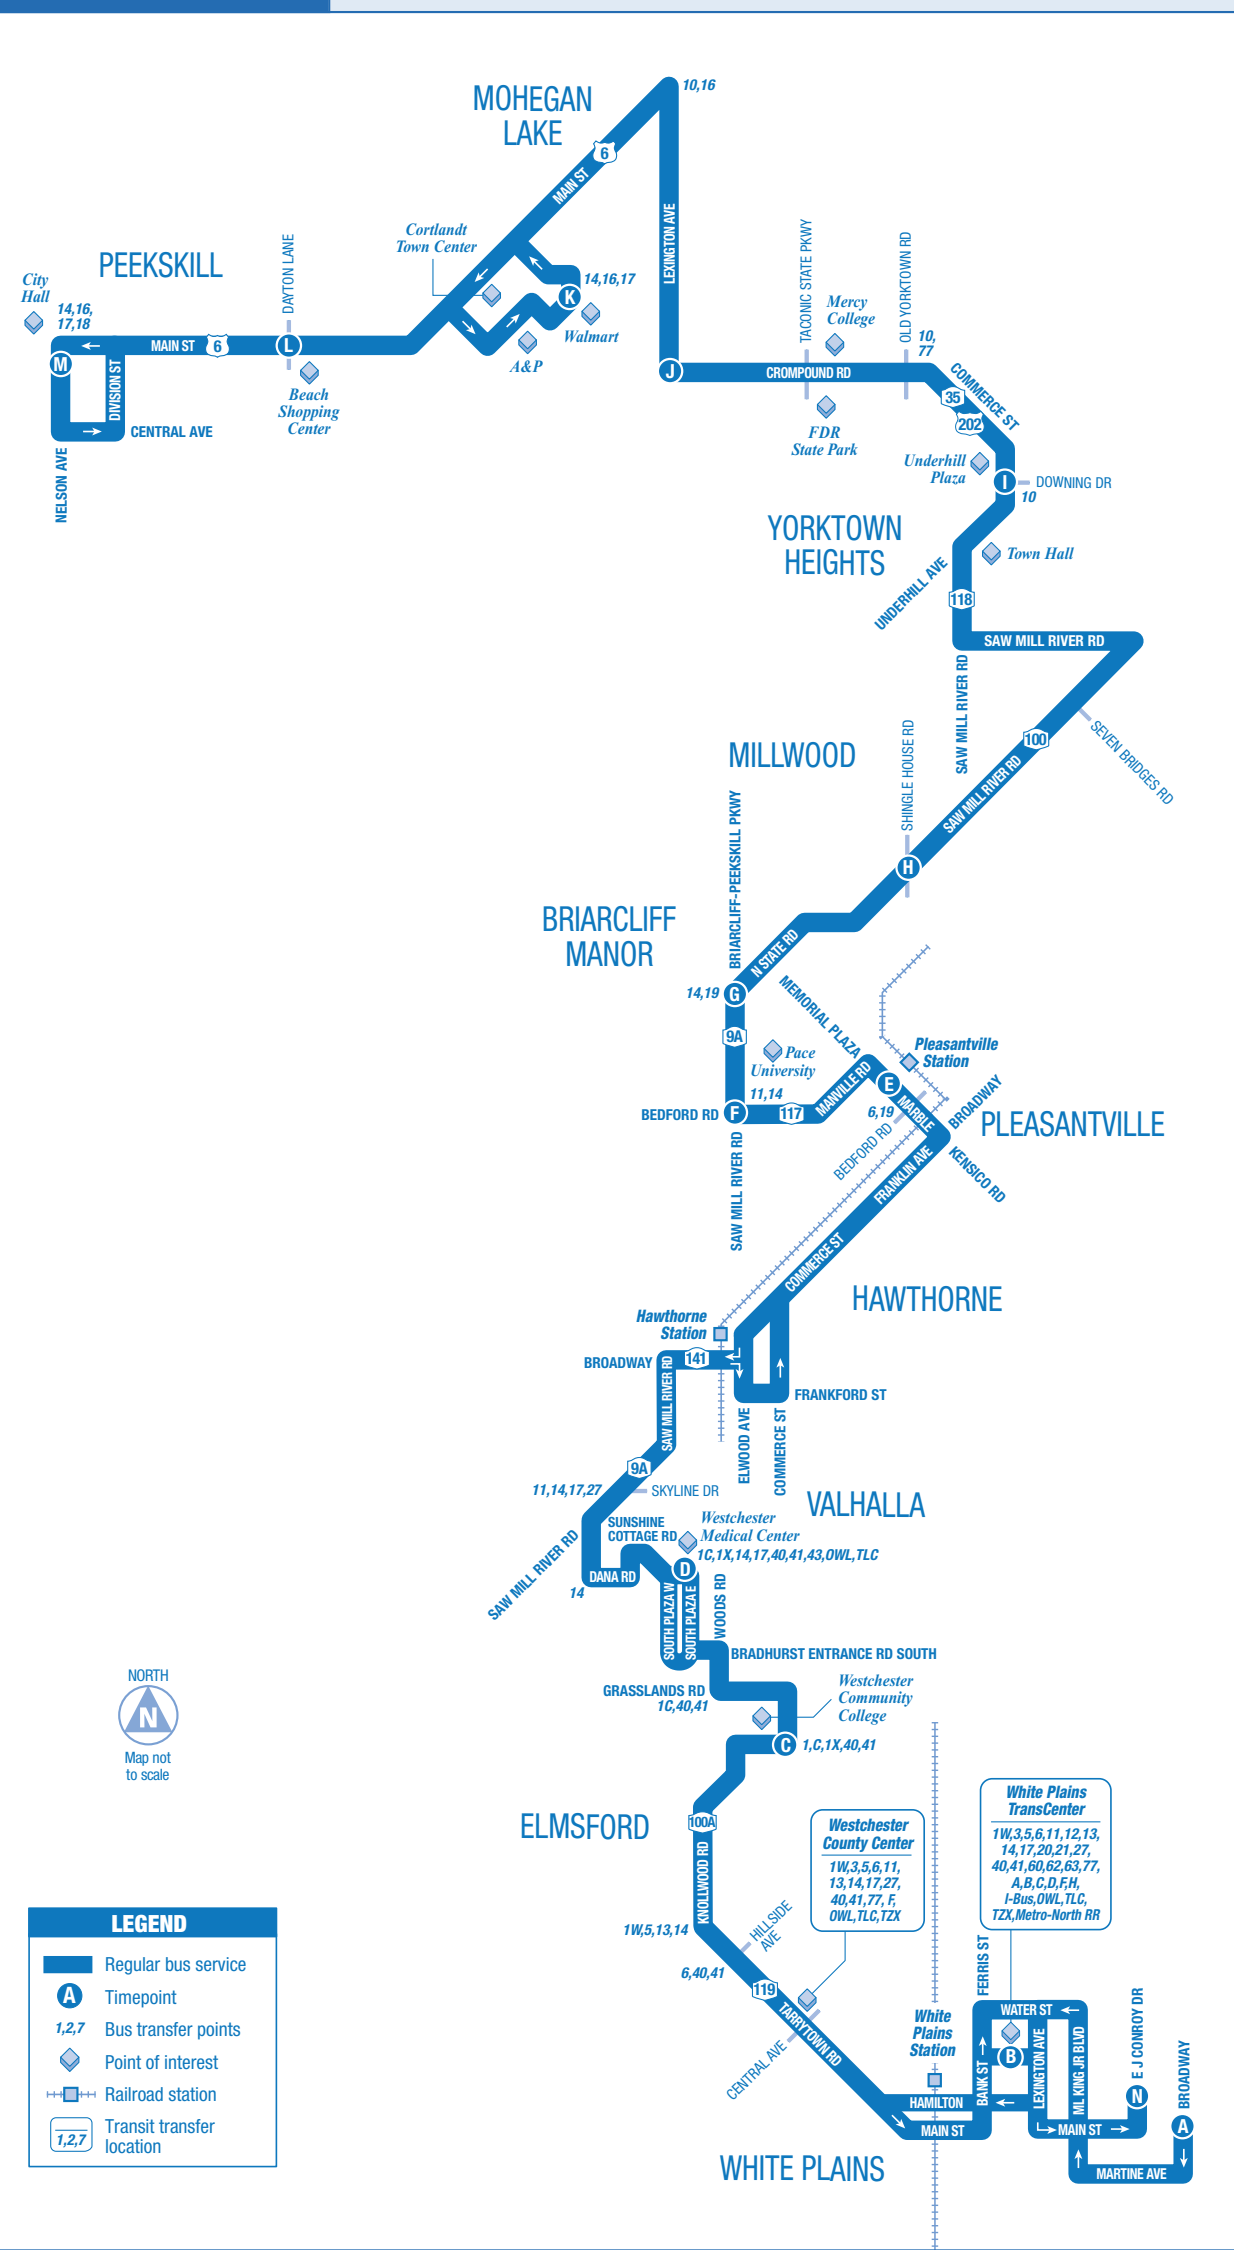 MOHEGAN
LAKE
10,16
6
MAIN ST
LEXINGTON AVE
Cortlandt
Town Center
PEEKSKILL
City
Hall
14,16,
17,18
DAYTON LANE
14,16,17
K
Walmart
A&P
MAIN ST
6
L
M
DIVISION ST
Beach
Shopping
Center
CENTRAL AVE
NELSON AVE
TACONIC STATE PKWY
OLD YORKTOWN RD
Mercy
College
10,
77
J
CROMPOUND RD
COMMERCE ST
35
202
FDR
State Park
Underhill
Plaza
I
DOWNING DR
10
YORKTOWN
HEIGHTS
Town Hall
UNDERHILL AVE
118
SAW MILL RIVER RD
SAW MILL RIVER RD
100
SAW MILL RIVER RD
SEVEN BRIDGES RD
MILLWOOD
SHINGLE HOUSE RD
H
BRIARCLIFF-PEEKSKILL PKWY
BRIARCLIFF
MANOR
N STATE RD
14,19
G
MEMORIAL PLAZA
9A
Pace
University
Pleasantville
Station
MANVILLE RD
E
11,14
BEDFORD RD
F
117
6,19
MARBLE
BROADWAY
PLEASANTVILLE
BEDFORD RD
KENSICO RD
FRANKLIN AVE
SAW MILL RIVER RD
COMMERCE ST
HAWTHORNE
Hawthorne
Station
BROADWAY
141
SAW MILL RIVER RD
FRANKFORD ST
ELWOOD AVE
COMMERCE ST
9A
11,14,17,27
SKYLINE DR
VALHALLA
SUNSHINE
COTTAGE RD
Westchester
Medical Center
1C,1X,14,17,40,41,43,OWL,TLC
SAW MILL RIVER RD
DANA RD
14
D
SOUTH PLAZA W
SOUTH PLAZA E
WOODS RD
BRADHURST ENTRANCE RD SOUTH
GRASSLANDS RD
1C,40,41
Westchester
Community
College
C
1,C,1X,40,41
NORTH
N
Map not
to scale
ELMSFORD
100A
KNOLLWOOD RD
1W,5,13,14
HILLSIDE
AVE
6,40,41
119
TARRYTOWN RD
CENTRAL AVE
Westchester
County Center
1W,3,5,6,11,
13,14,17,27,
40,41,77, F,
OWL,TLC,TZX
White Plains
TransCenter
1W,3,5,6,11,12,13,
14,17,20,21,27,
40,41,60,62,63,77,
A,B,C,D,F,H,
I-Bus,OWL,TLC,
TZX,Metro-North RR
FERRIS ST
WATER ST
White
Plains
Station
B
BANK ST
LEXINGTON AVE
ML KING JR BLVD
E J CONROY DR
BROADWAY
HAMILTON
N
A
MAIN ST
MAIN ST
MARTINE AVE
WHITE PLAINS
LEGEND
Regular bus service
A
Timepoint
1,2,7
Bus transfer points
Point of interest
Railroad station
1,2,7
Transit transfer
location